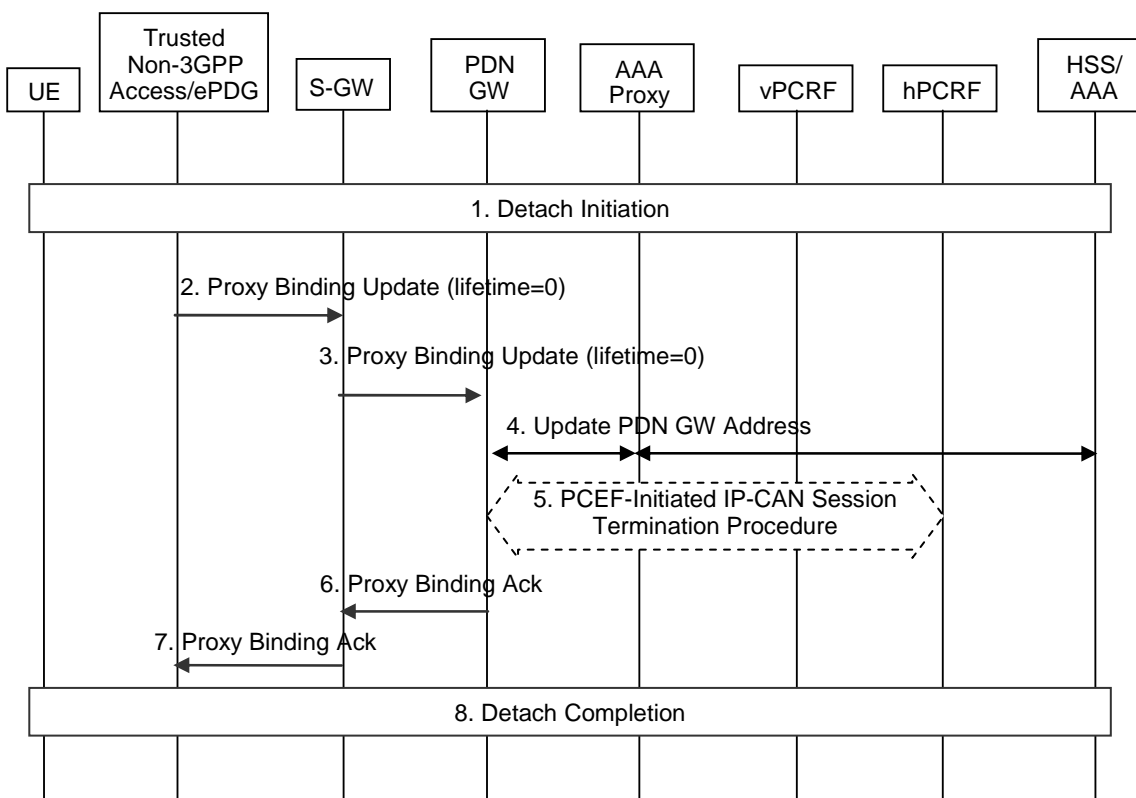 UE
Trusted
Non-3GPP
Access/ePDG
S-GW
PDN
GW
AAA
Proxy
vPCRF
hPCRF
HSS/
AAA
1. Detach Initiation
2. Proxy Binding Update (lifetime=0)
3. Proxy Binding Update (lifetime=0)
4. Update PDN GW Address
5. PCEF-Initiated IP-CAN Session
Termination Procedure
6. Proxy Binding Ack
7. Proxy Binding Ack
8. Detach Completion